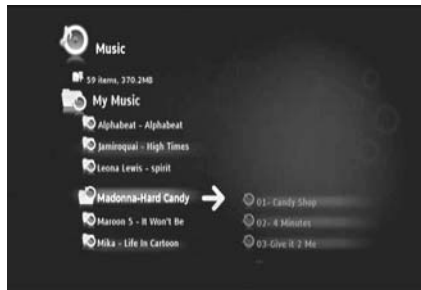 Music
59 items, 370.2MB
My Music
Alphabeat - Alphabeat
Jamiroquai - High Times
Leona Lewis - spirit
Madonna-Hard Candy
01- Candy Shop
Maroon 5 - It Won't Be
02- 4 Minutes
Mika - Life In Cartoon
03-Give it 2 Me